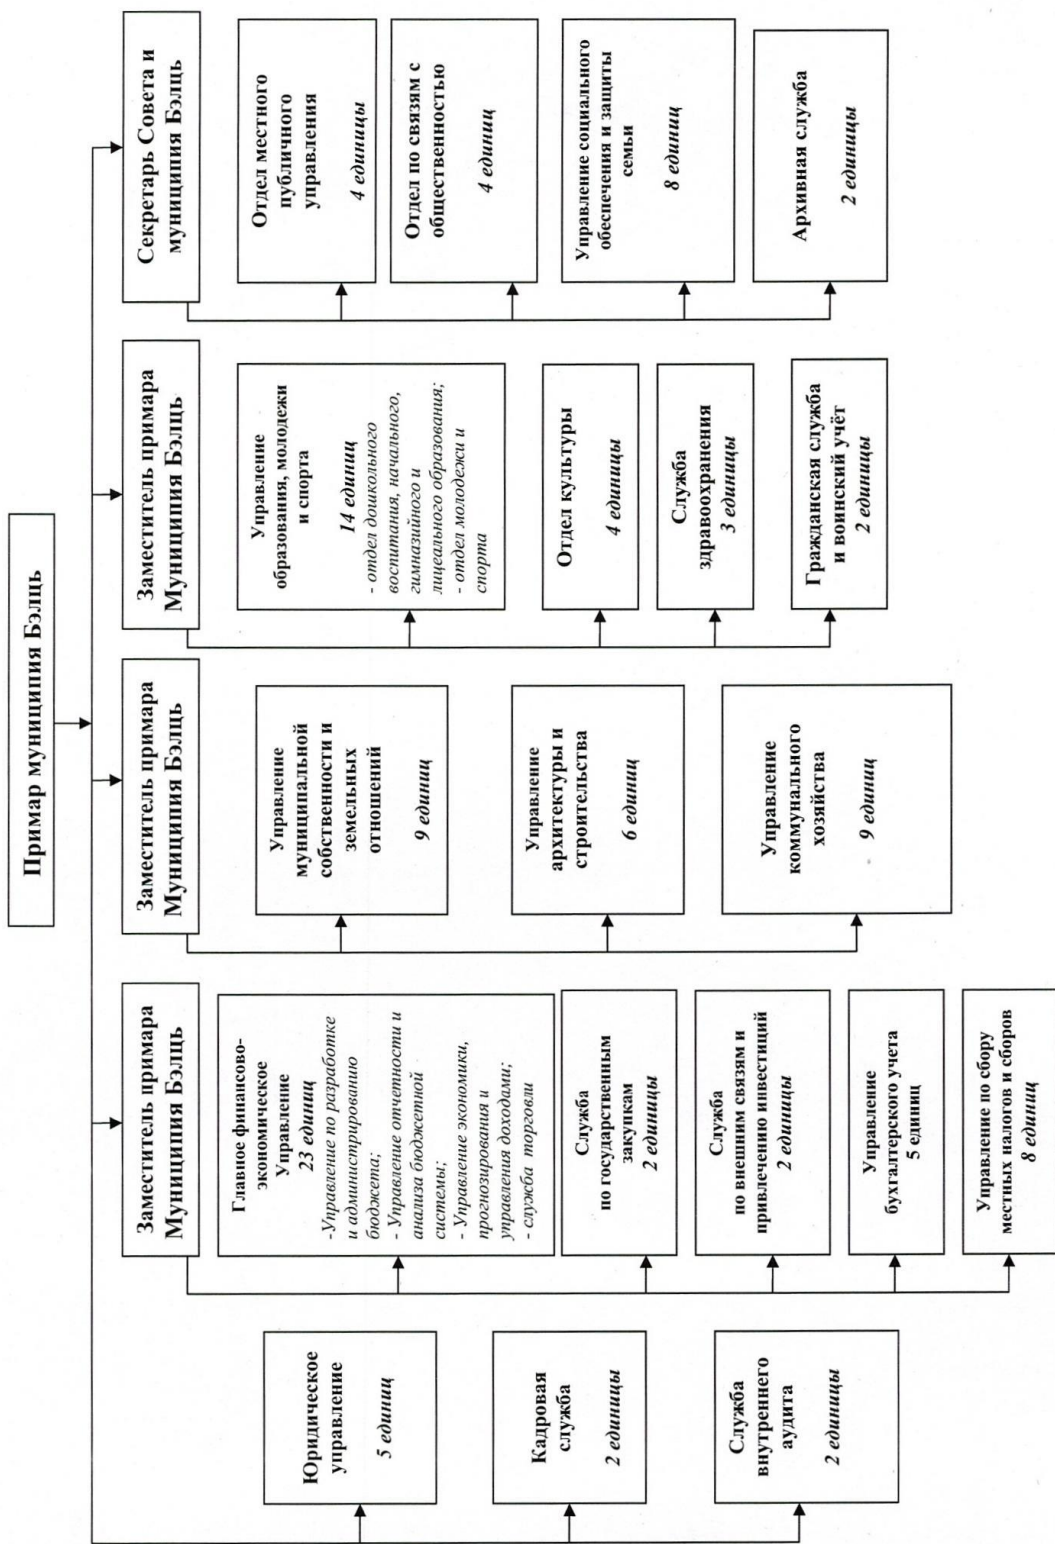 Примар муниципия Бэлць
Юридическое
управление
5 единиц
Кадровая
служба
2 единицы
Служба
внутреннего
аудита
2 единицы
Заместитель примара
Муниципия Бэлць
Главное финансово-
экономическое
Управление
23 единиц
-Управление по разработке
и администрированию
бюджета;
- Управление отчетности и
анализа бюджетной
системы;
- Управление экономики,
прогнозирования и
управления доходами;
- служба торговли
Служба
по государственным
закупкам
2 единицы
Служба
по внешним связям и
привлечению инвестиций
2 единицы
Управление
бухгалтерского учета
5 единиц
Управление по сбору
местных налогов и сборов
8 единиц
Заместитель примара
Муниципия Бэлць
Управление
муниципальной
собственности и
земельных
отношений
9 единиц
Управление
архитектуры и
строительства
6 единиц
Управление
коммунального
хозяйства
9 единиц
Заместитель примара
Муниципия Бэлць
Управление
образования, молодежи
и спорта
14 единиц
- отдел дошкольного
воспитания, начального,
гимназийного и
лицеального образования;
- отдел молодежи и
спорта
Отдел культуры
4 единицы
Служба
здравоохранения
3 единицы
Гражданская служба
и воинский учёт
2 единицы
Секретарь Совета и
муниципия Бэлць
Отдел местного
публичного
управления
4 единицы
Отдел по связям с
общественностью
4 единиц
Управление социального
обеспечения и защиты
семьи
8 единиц
Архивная служба
2 единицы